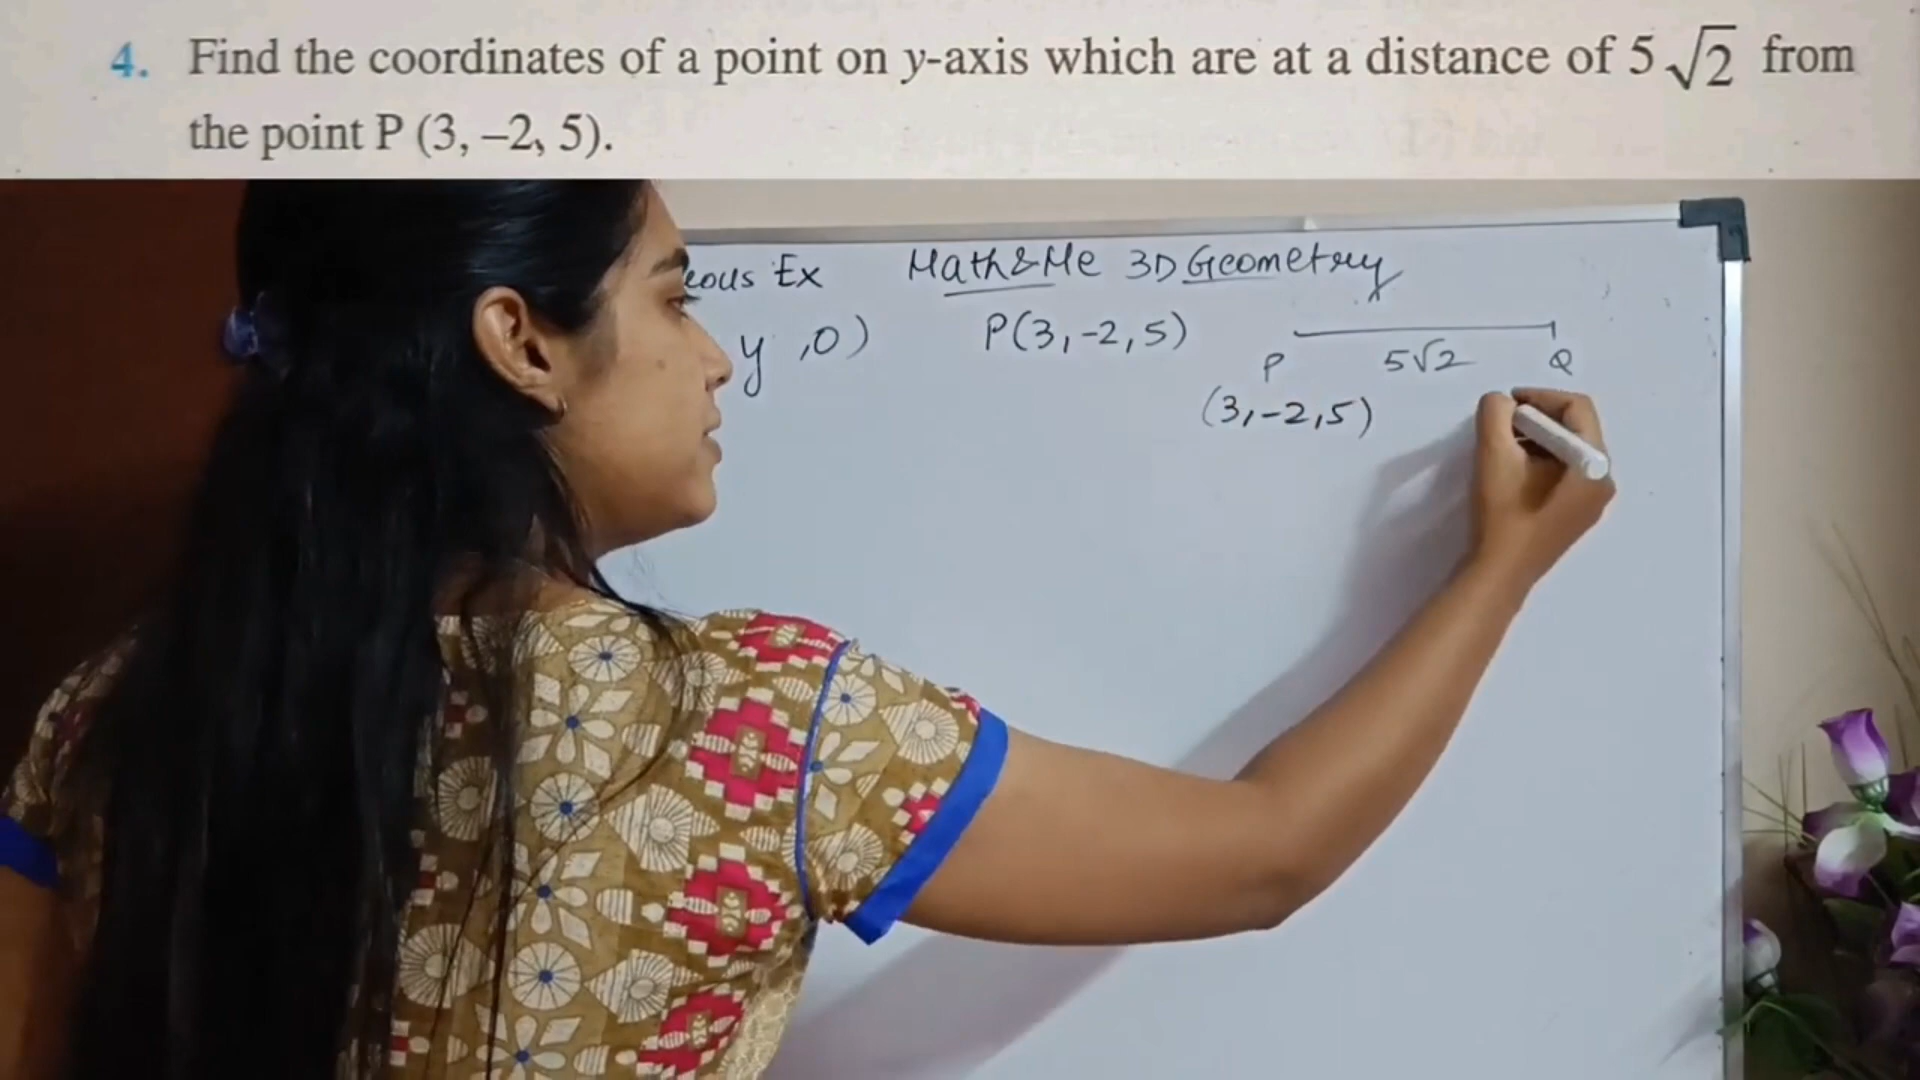 4. Find the coordinates of a point on y-axis which are at a distance of 5√2 from
the point P (3, –2, 5).
Ex Math&Me 3D Geometry
y ,0) P(3,-2,5)
P 5√2 Q
(3,-2,5)